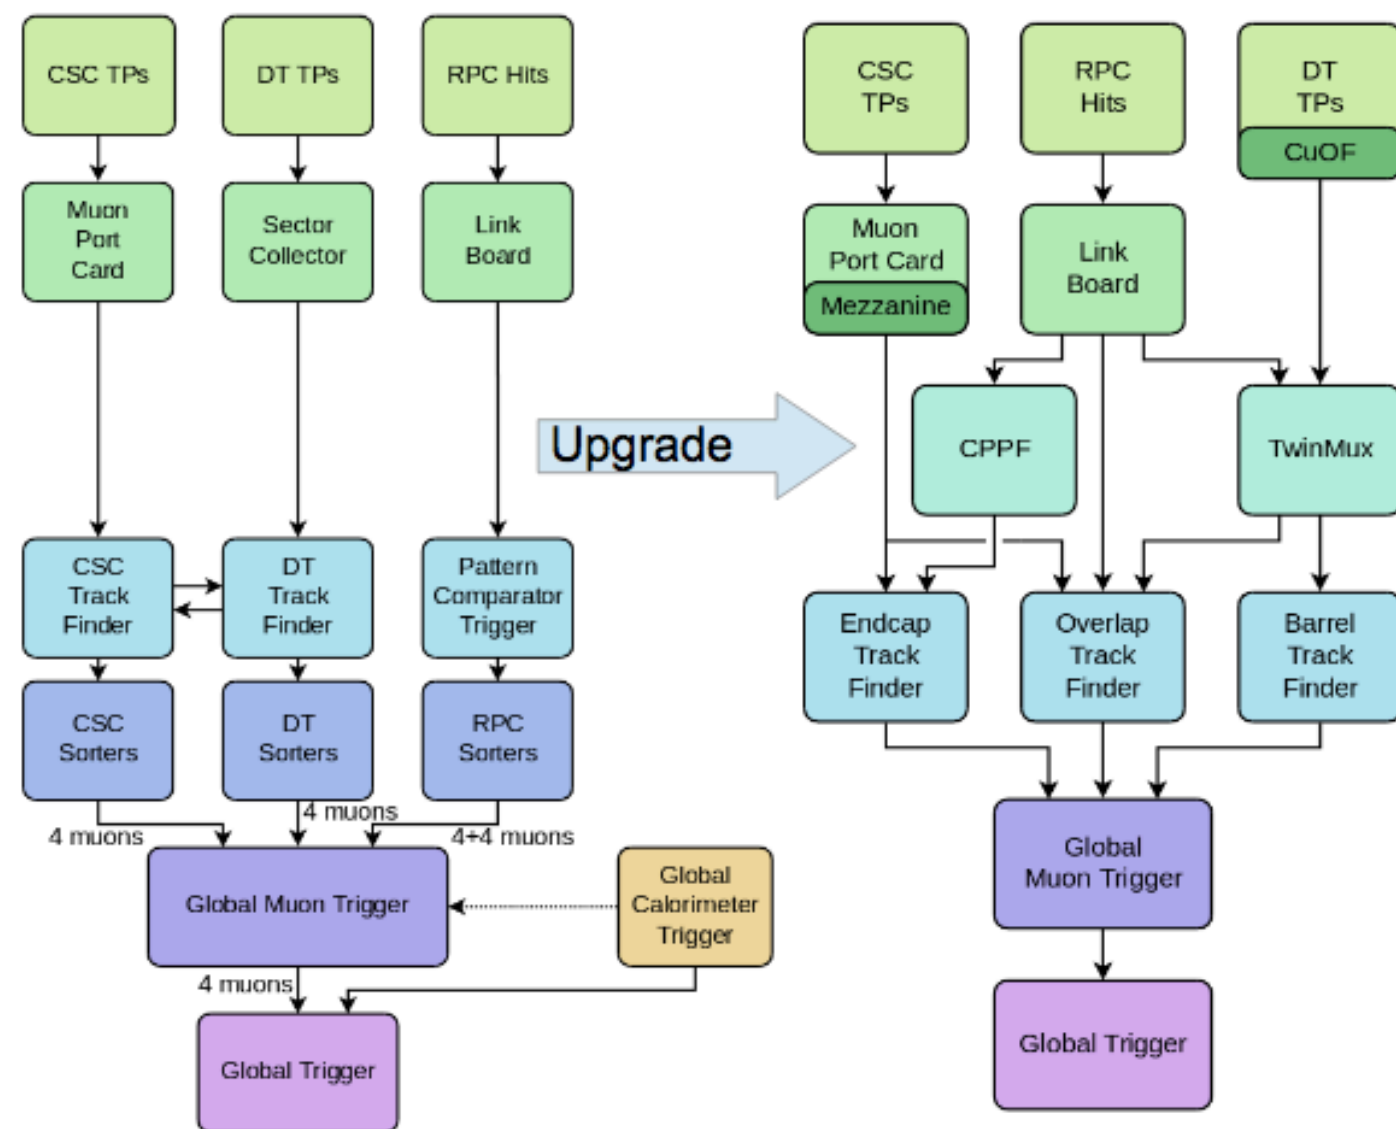 CSC TPs
DT TPs
RPC Hits
Muon
Port
Card
Sector
Collector
Link
Board
CSC
Track
Finder
DT
Track
Finder
Pattern
Comparator
Trigger
CSC
Sorters
DT
Sorters
RPC
Sorters
4 muons
4 muons
4+4 muons
Global Muon Trigger
Global
Calorimeter
Trigger
4 muons
Global Trigger
Upgrade
CSC
TPs
RPC
Hits
DT
TPs
CuOF
Muon
Port Card
Mezzanine
Link
Board
CPPF
TwinMux
Endcap
Track
Finder
Overlap
Track
Finder
Barrel
Track
Finder
Global
Muon Trigger
Global Trigger